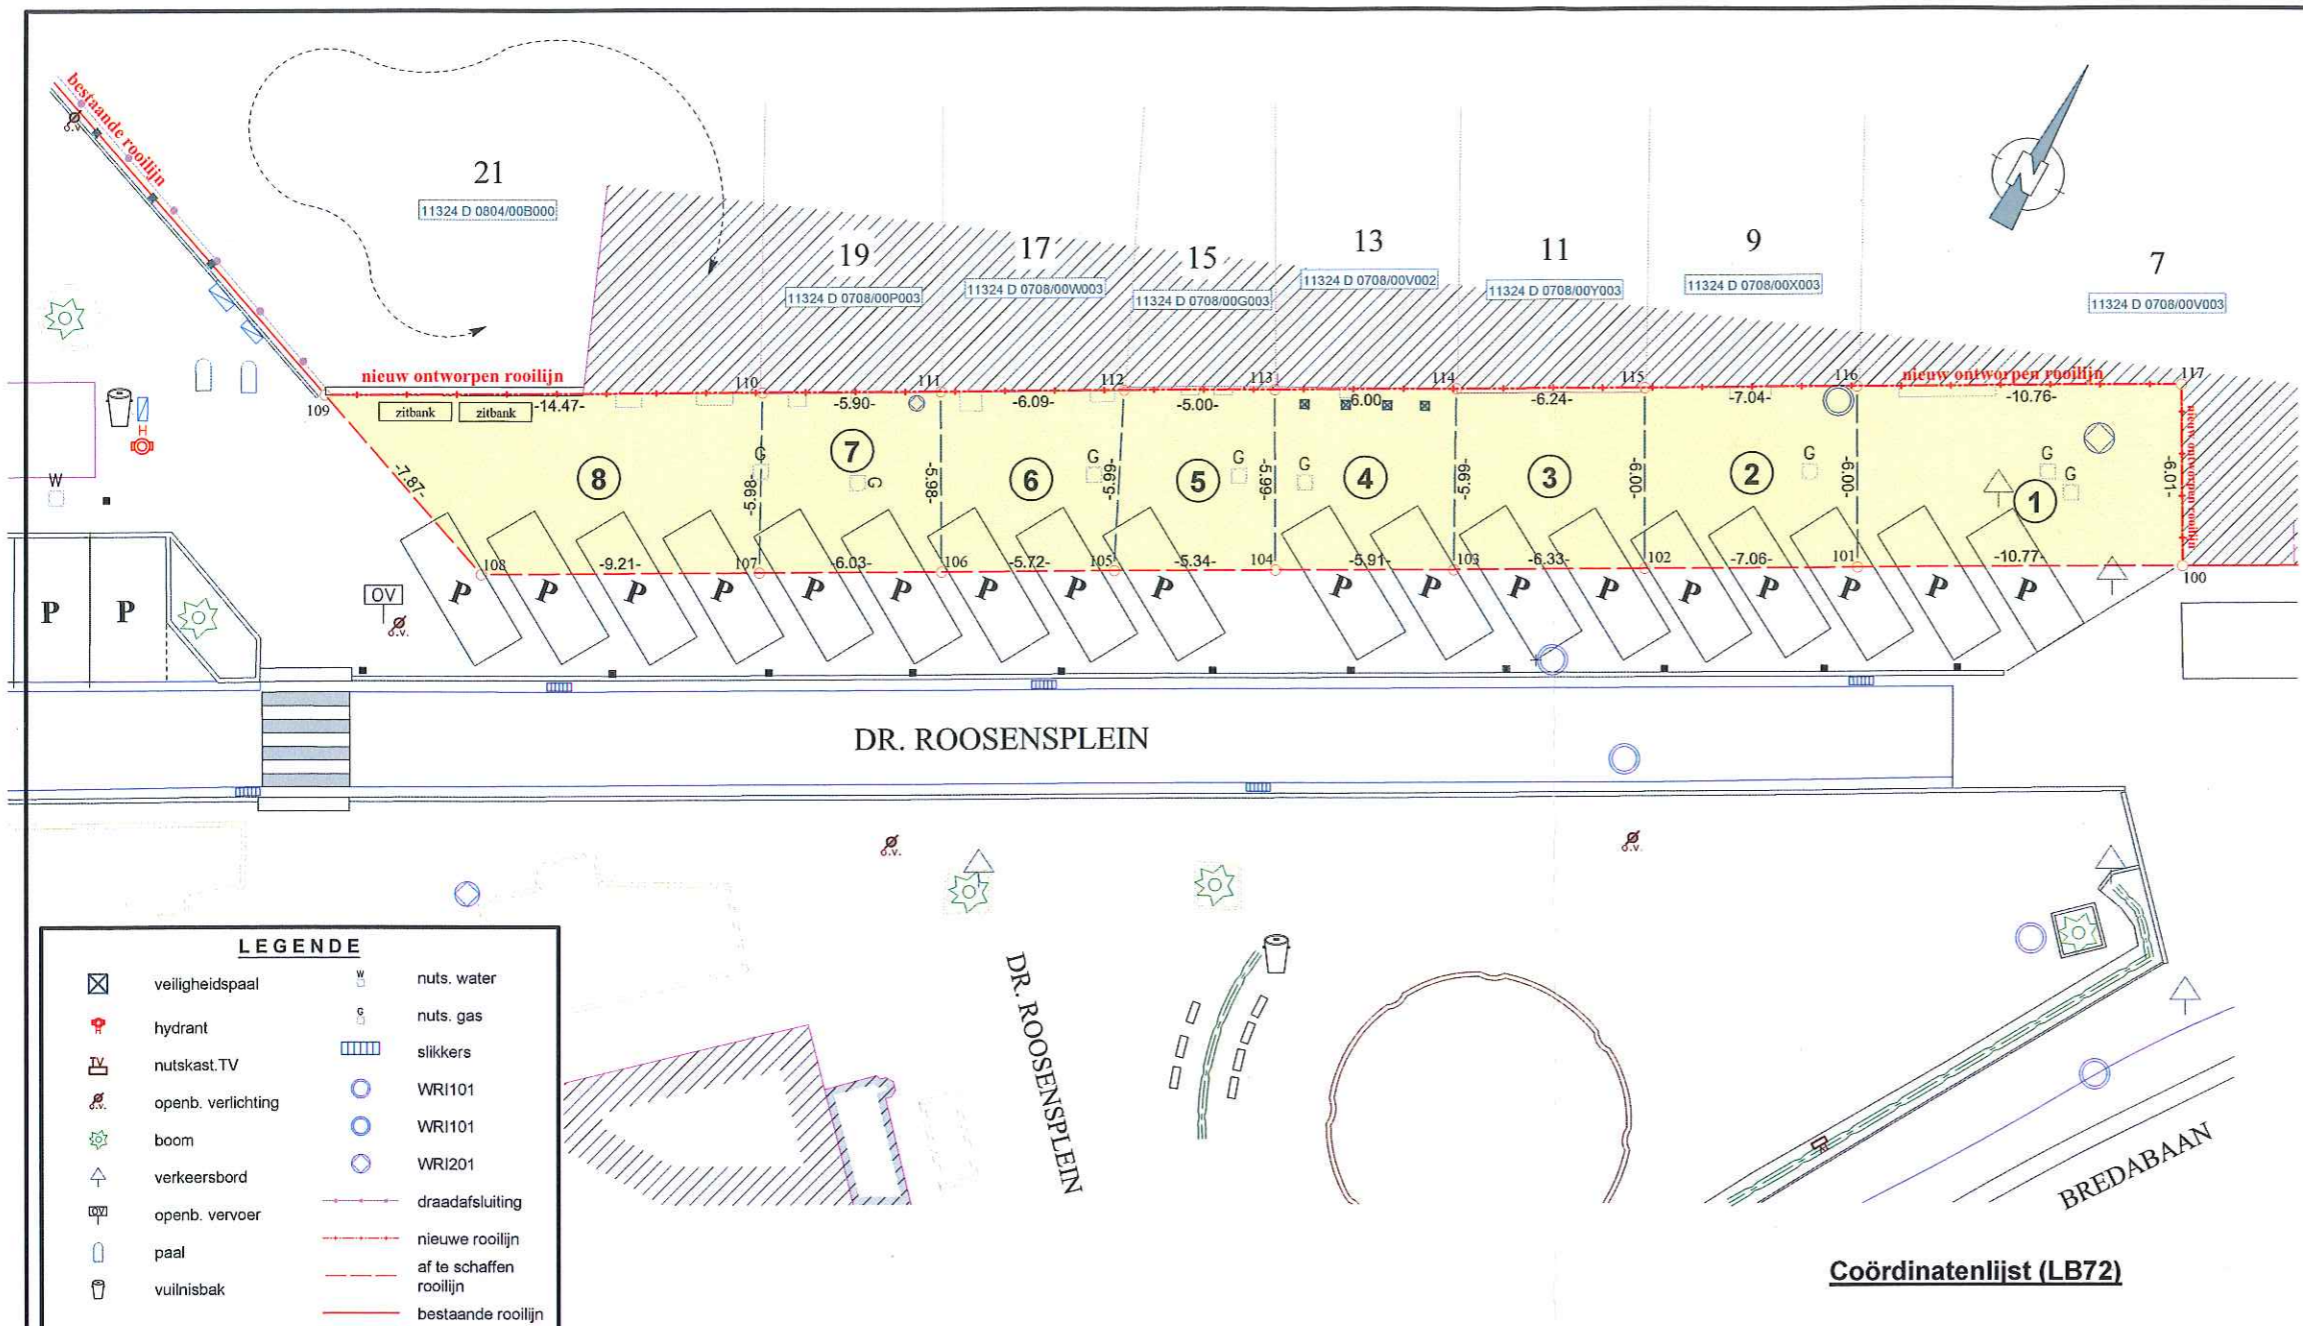 bestaande rooilijn
o.v.
21
11324 D 0804/00B000
19
11324 D 0708/00P003
17
11324 D 0708/00W003
15
11324 D 0708/00G003
13
11324 D 0708/00V002
11
11324 D 0708/00Y003
9
11324 D 0708/00X003
7
11324 D 0708/00V003
N
nieuw ontworpen rooilijn
nieuw ontworpen rooilijn
109
110
111
112
113
114
115
116
117
zitbank
zitbank
-14.47-
-5.90-
-6.09-
-5.00-
-6.00-
-6.24-
-7.04-
-10.76-
nieuw ontworpen rooilijn
H
W
-7.87-
8
G
-5.98-
7
G
-5.98-
6
G
-5.99-
5
G
-5.99-
G
4
-5.99-
3
-6.00-
2
G
-6.00-
G
G
1
-6.01-
108
-9.21-
107
-6.03-
106
-5.72-
105
-5.34-
104
-5.91-
103
-6.33-
102
-7.06-
101
-10.77-
100
OV
o.v.
P P
P P P P P P P P P P P P P P P P P P
DR. ROOSENSPLEIN
o.v.
o.v.
DR. ROOSENSPLEIN
BREDABAAN
LEGENDE
veiligheidspaal
H hydrant
TV nutskast.TV
o.v. openb. verlichting
boom
verkeersbord
OV openb. vervoer
paal
vuilnisbak
W nuts. water
G nuts. gas
slikkers
WRI101
WRI101
WRI201
draadafsluiting
nieuwe rooilijn
af te schaffen
rooilijn
bestaande rooilijn
Coördinatenlijst (LB72)